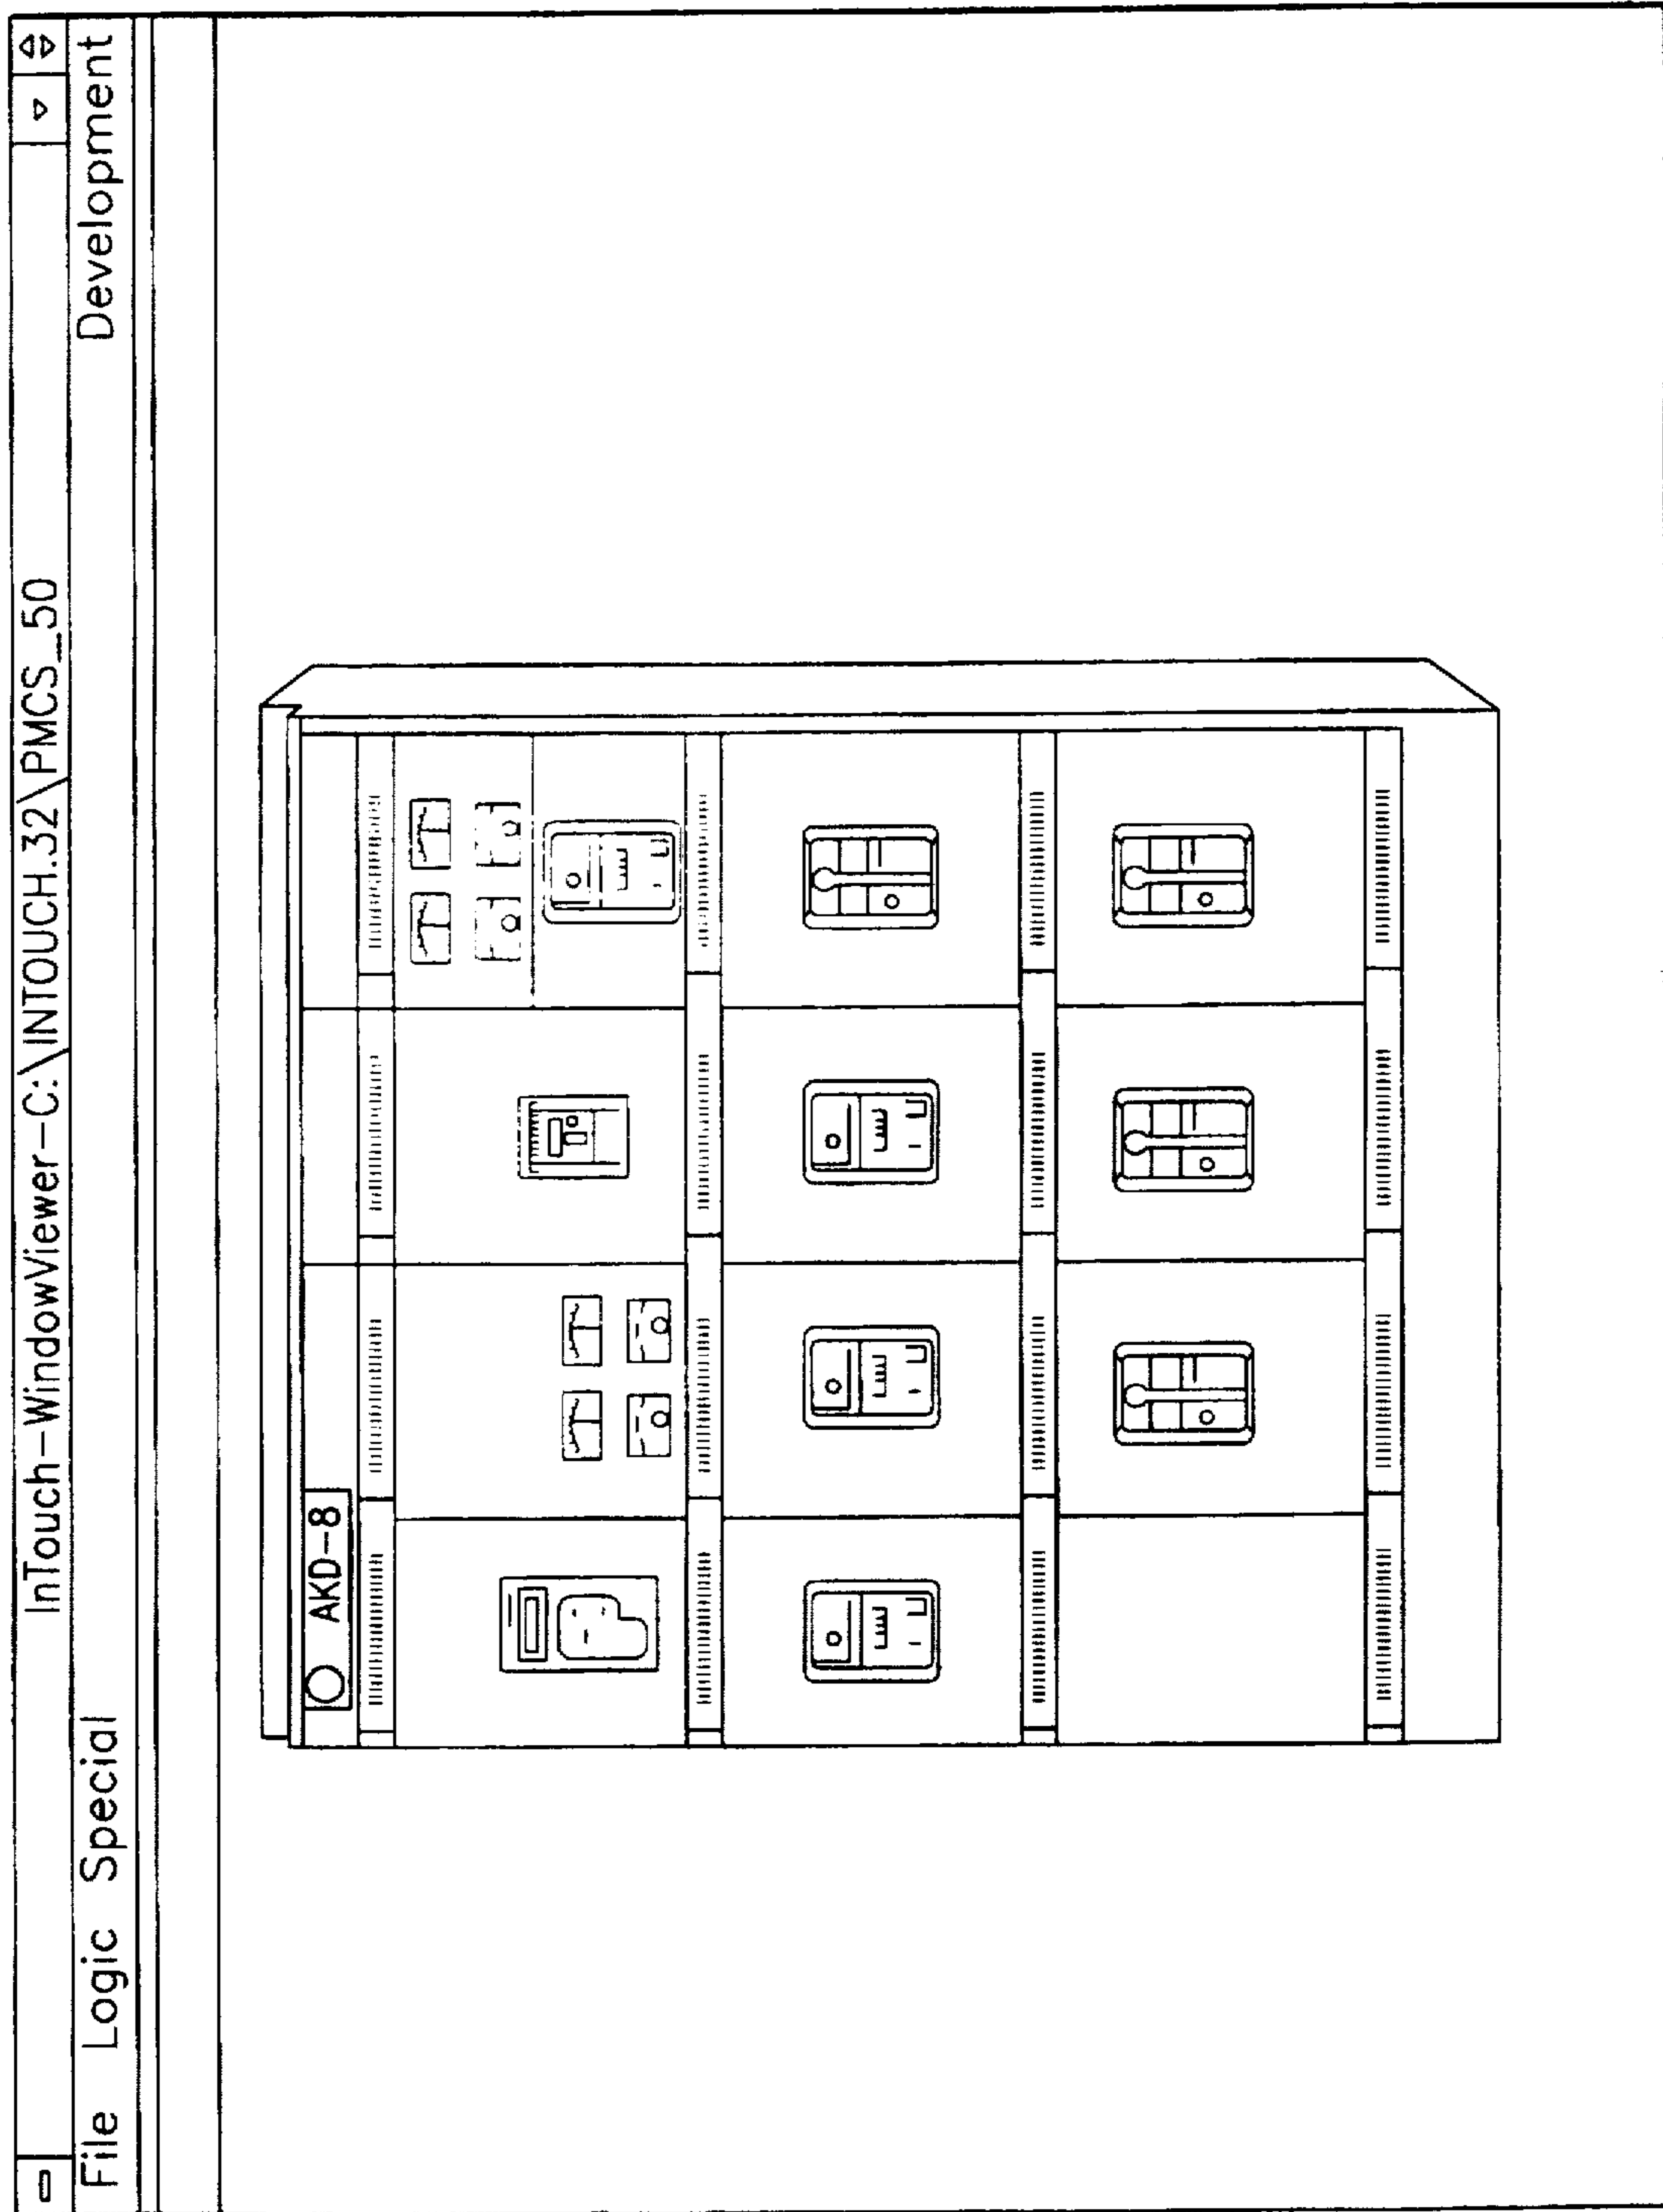 InTouch-WindowViewer-C:\INTOUCH.32\PMCS_50
File Logic Special Development
AKD-8